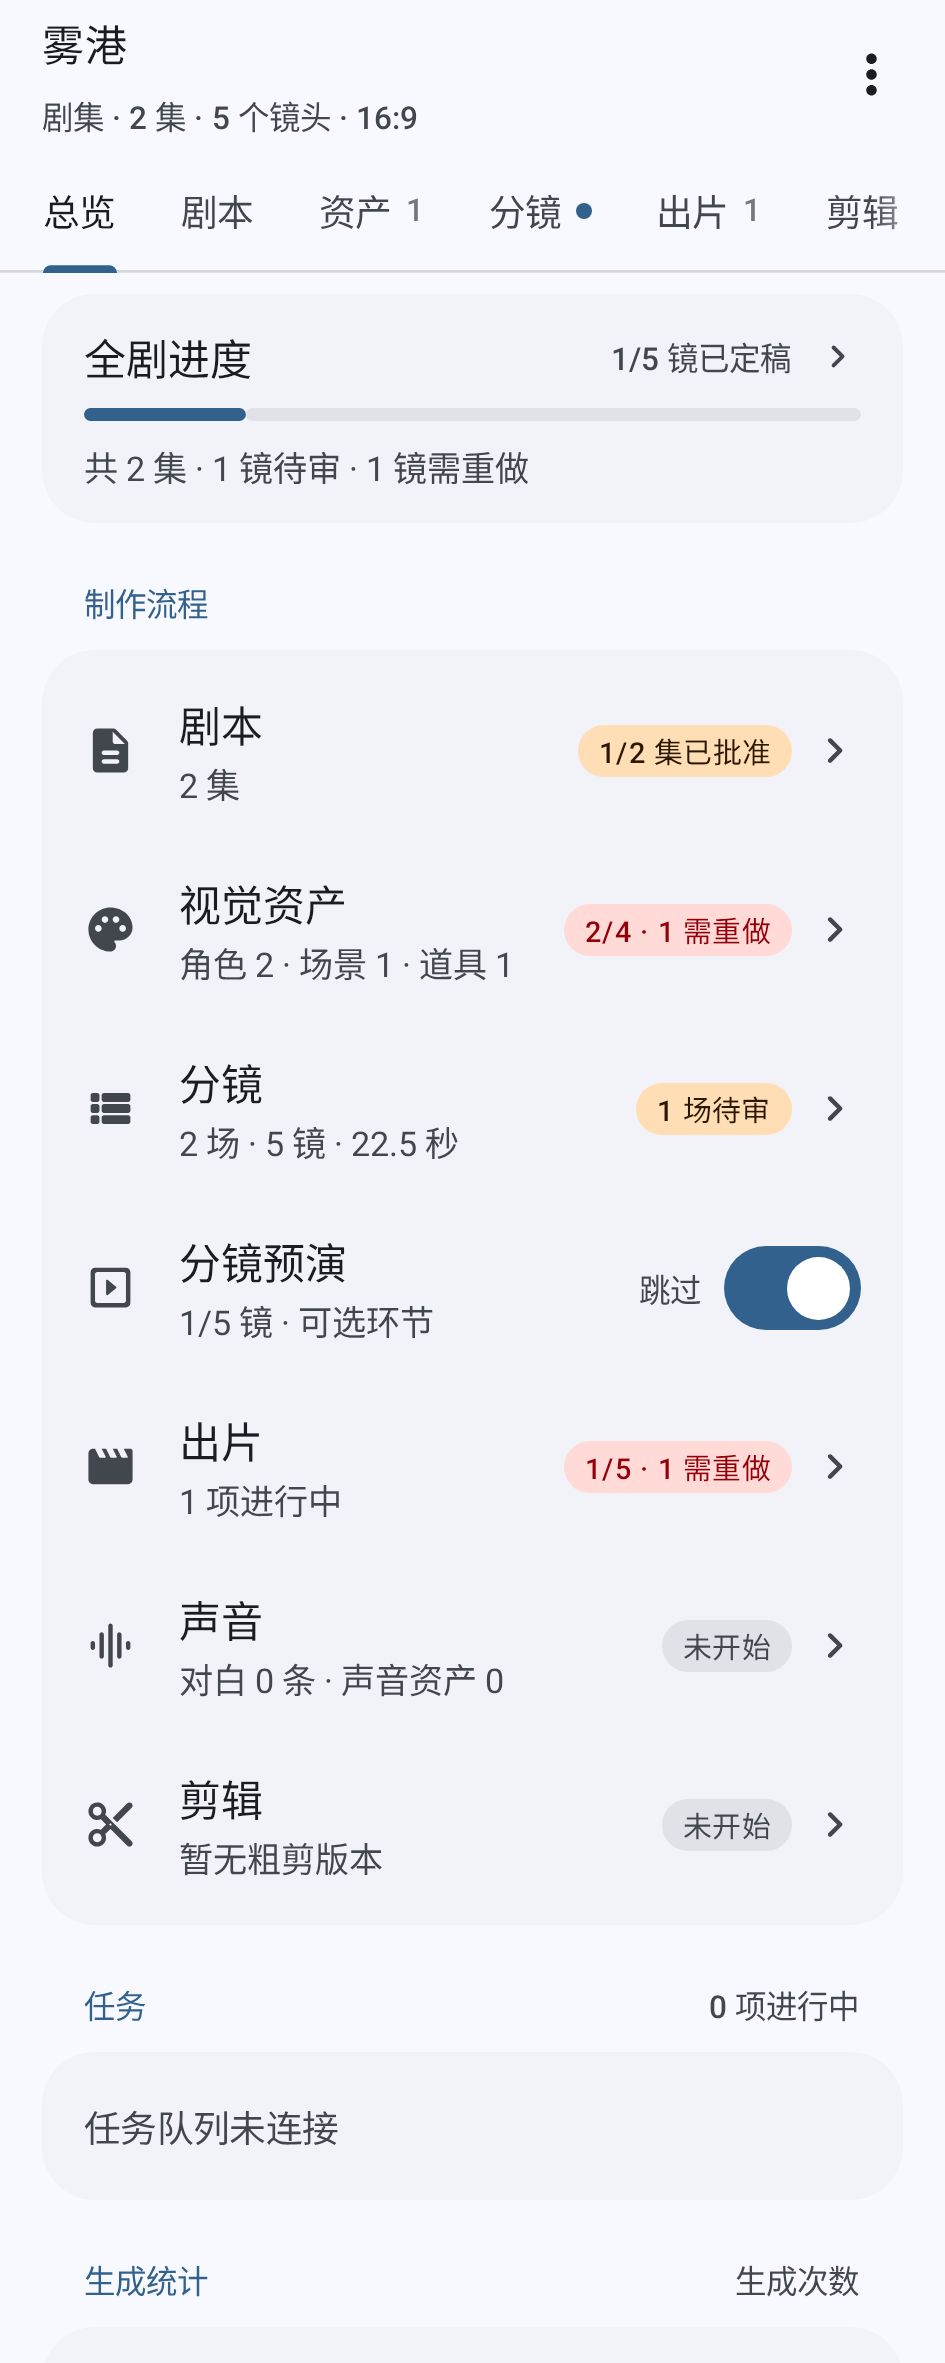 雾港
剧集 · 2 集 · 5 个镜头 · 16:9
总览 剧本 资产 1 分镜 出片 1 剪辑
全剧进度 1/5 镜已定稿
共 2 集 · 1 镜待审 · 1 镜需重做
制作流程
剧本
1/2 集已批准
2 集
视觉资产
2/4 · 1 需重做
角色 2 · 场景 1 · 道具 1
分镜
1 场待审
2 场 · 5 镜 · 22.5 秒
分镜预演
跳过
1/5 镜 · 可选环节
出片
1/5 · 1 需重做
1 项进行中
声音
未开始
对白 0 条 · 声音资产 0
剪辑
未开始
暂无粗剪版本
任务 0 项进行中
任务队列未连接
生成统计 生成次数